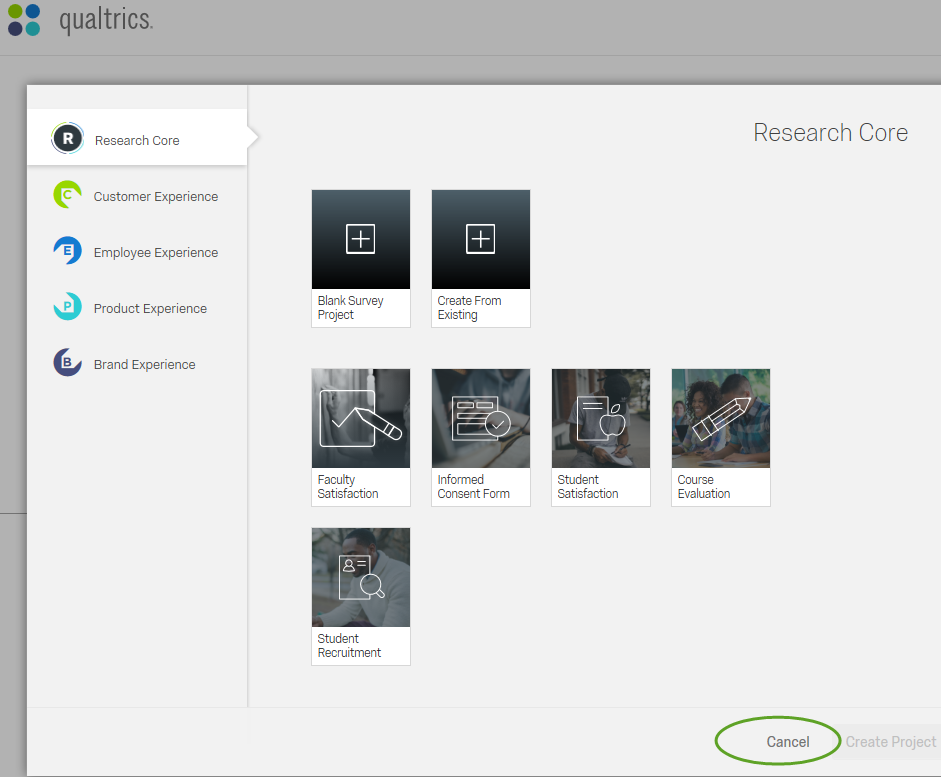 qualtrics.
R Research Core
Research Core
C Customer Experience
E Employee Experience
P Product Experience
B Brand Experience
Blank Survey
Project
Create From
Existing
Faculty
Satisfaction
Informed
Consent Form
Student
Satisfaction
Course
Evaluation
Student
Recruitment
Cancel Create Project